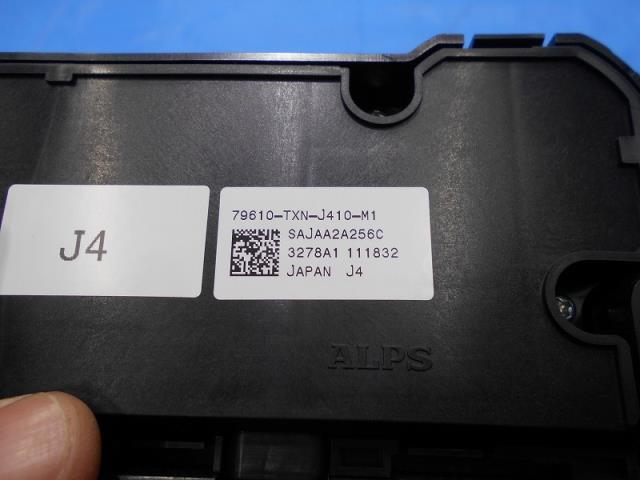 J4
79610-TXN-J410-M1
SAJAA2A256C
3278A1 111832
JAPAN J4
ALPS